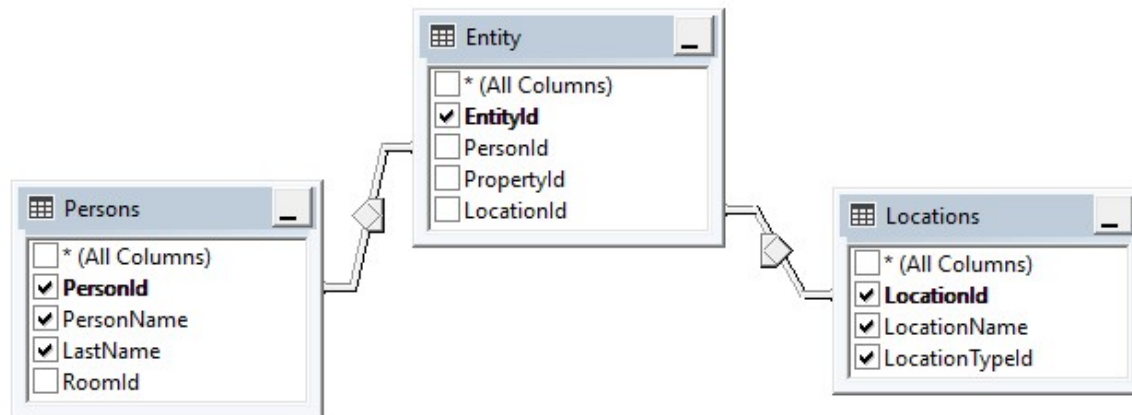 Entity
* (All Columns)
EntityId
PersonId
PropertyId
LocationId
Persons
* (All Columns)
PersonId
PersonName
LastName
RoomId
Locations
* (All Columns)
LocationId
LocationName
LocationTypeId